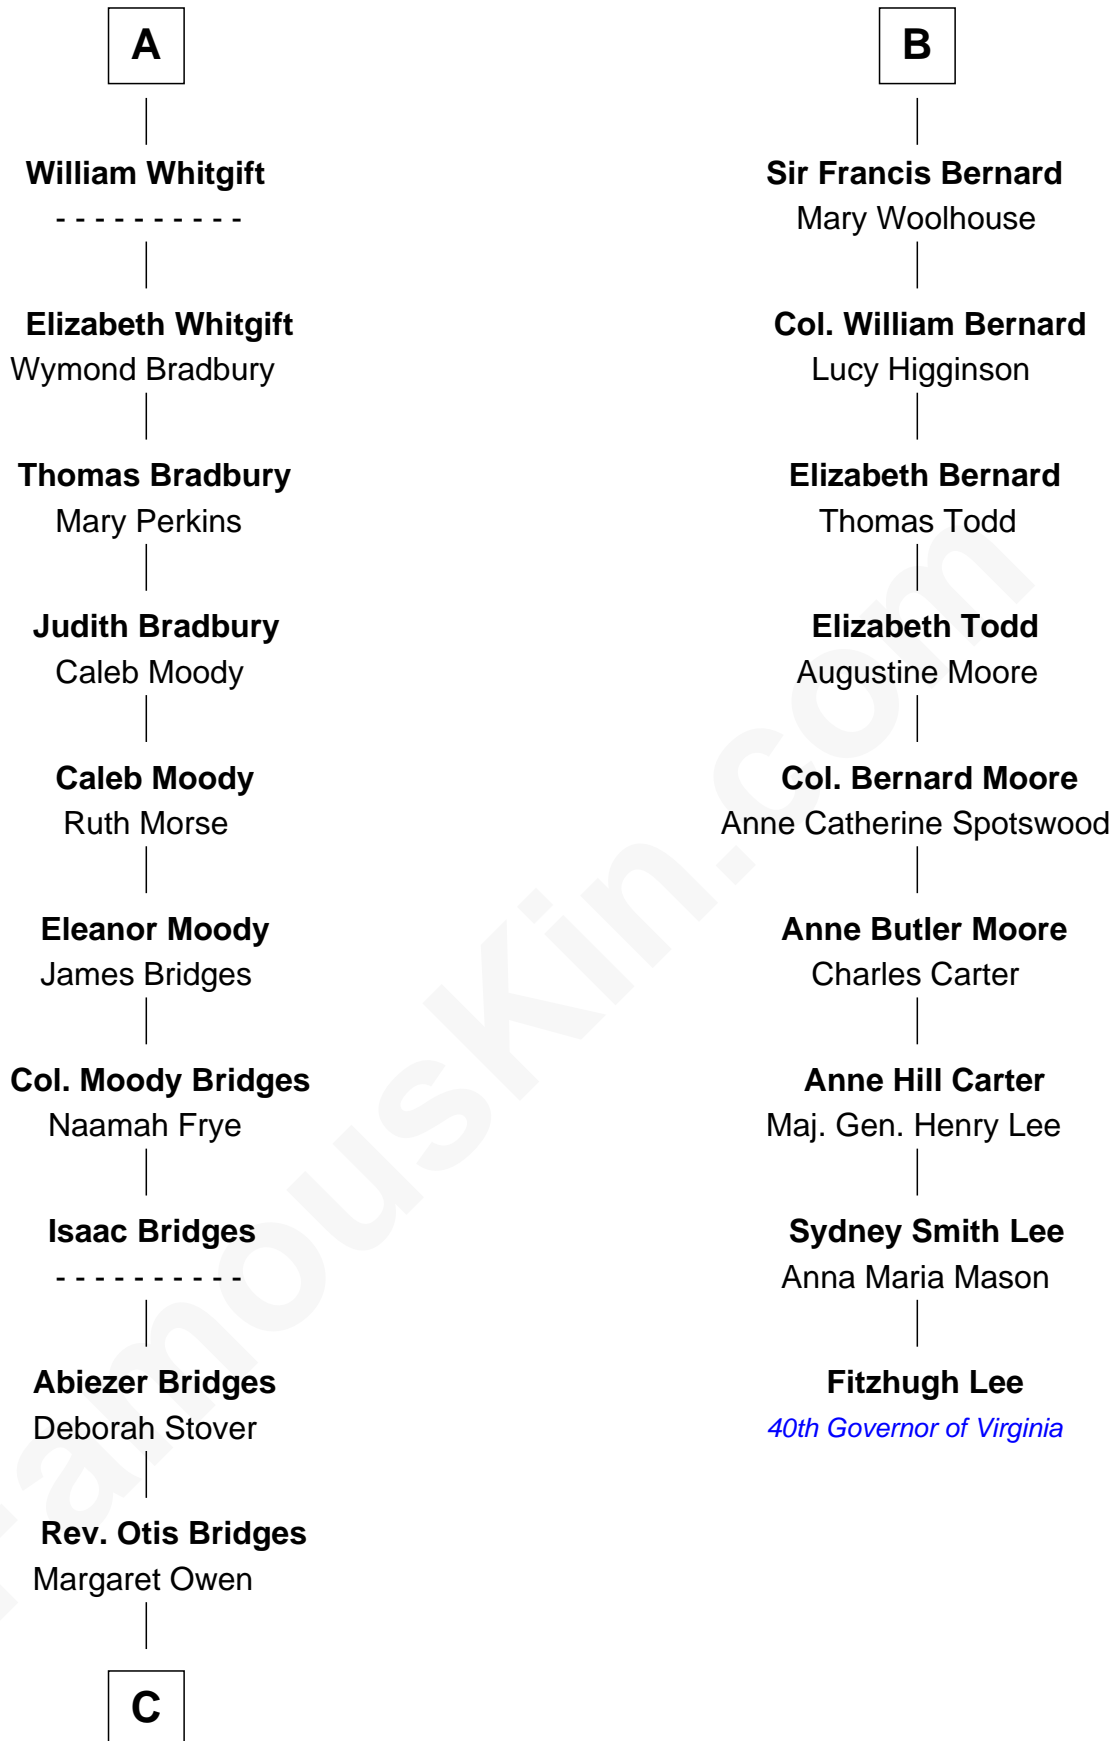 A
William Whitgift
- - - - - - - - - -
Elizabeth Whitgift
Wymond Bradbury
Thomas Bradbury
Mary Perkins
Judith Bradbury
Caleb Moody
Caleb Moody
Ruth Morse
Eleanor Moody
James Bridges
Col. Moody Bridges
Naamah Frye
Isaac Bridges
- - - - - - - - - -
Abiezer Bridges
Deborah Stover
Rev. Otis Bridges
Margaret Owen
C
B
Sir Francis Bernard
Mary Woolhouse
Col. William Bernard
Lucy Higginson
Elizabeth Bernard
Thomas Todd
Elizabeth Todd
Augustine Moore
Col. Bernard Moore
Anne Catherine Spotswood
Anne Butler Moore
Charles Carter
Anne Hill Carter
Maj. Gen. Henry Lee
Sydney Smith Lee
Anna Maria Mason
Fitzhugh Lee
40th Governor of Virginia
FamousKin.com